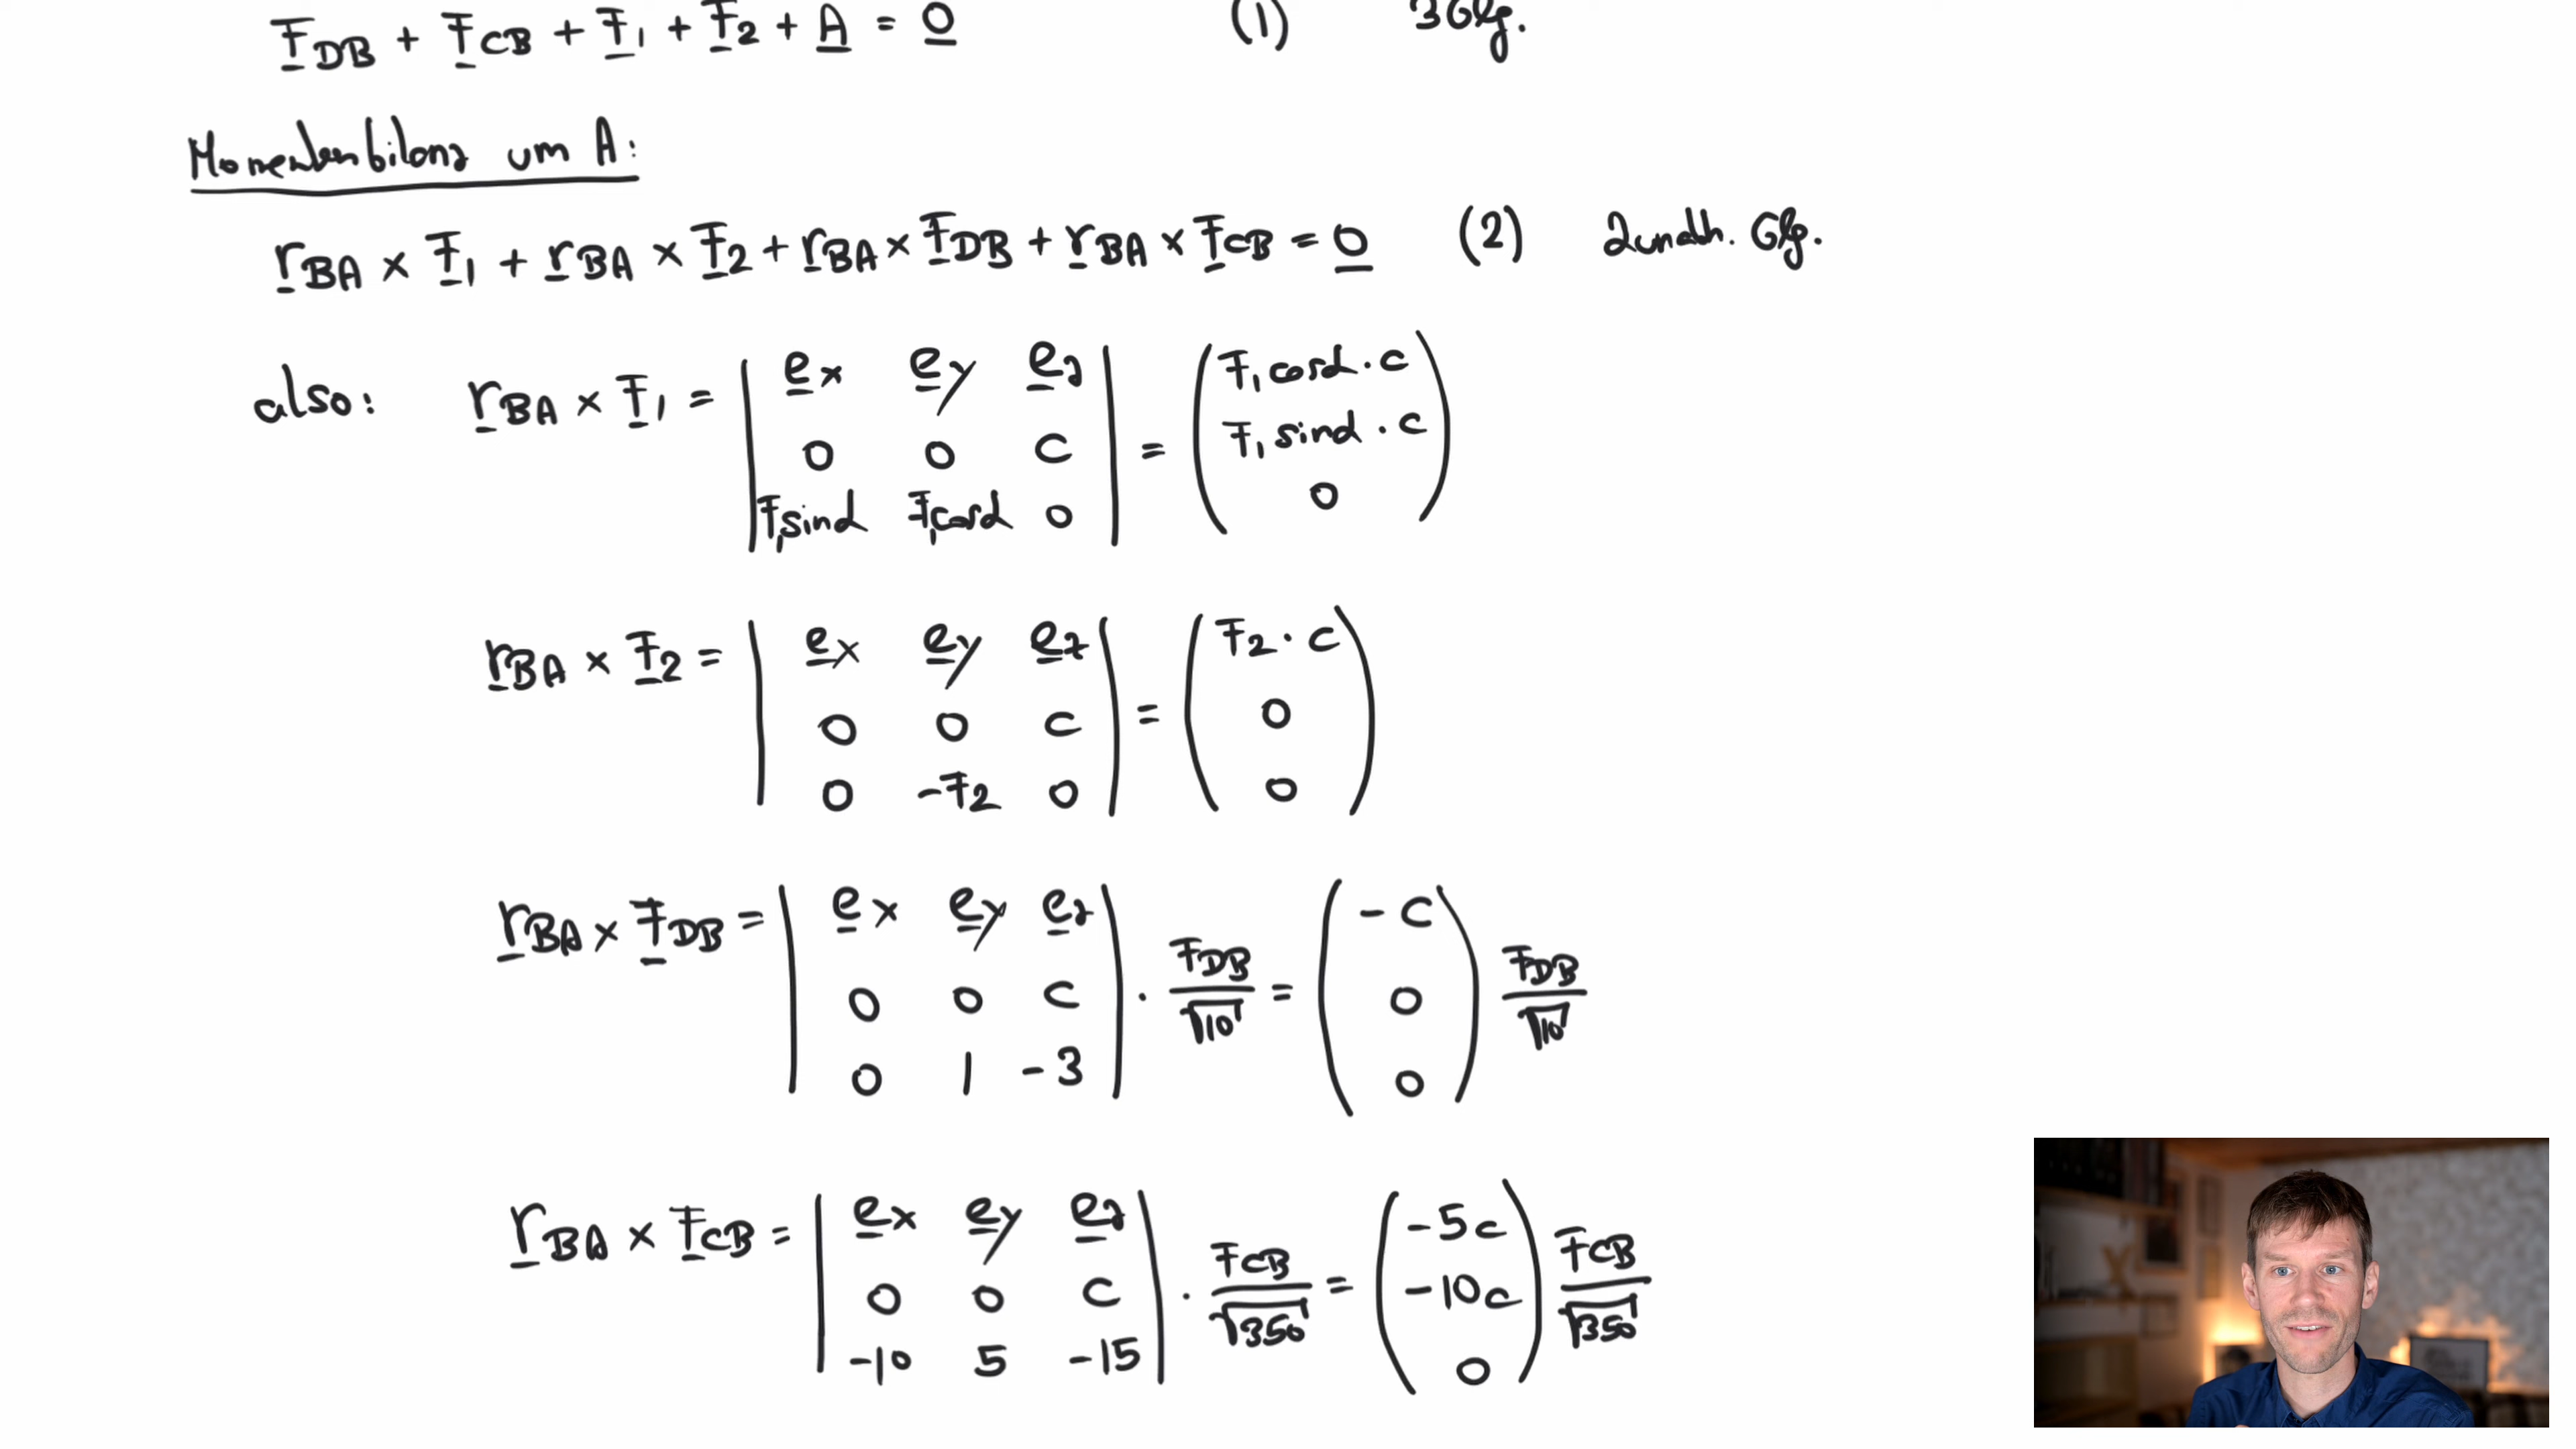 F_DB + F_CB + F_1 + F_2 + A = 0 (1) 3 Glg.
Momentenbilanz um A:
r_BA × F_1 + r_BA × F_2 + r_BA × F_DB + r_BA × F_CB = 0 (2) 2 unabh. Glg.
also: r_BA × F_1 = | e_x e_y e_z | = ( F_1 cosα · c )
0 0 c F_1 sinα · c
F_1 sinα F_1 cosα 0 0
r_BA × F_2 = | e_x e_y e_z | = ( F_2 · c )
0 0 c 0
0 -F_2 0 0
r_BA × F_DB = | e_x e_y e_z | · F_DB/√10 = ( -c ) F_DB/√10
0 0 c 0
0 1 -3 0
r_BA × F_CB = | e_x e_y e_z | · F_CB/√350 = ( -5c ) F_CB/√350
0 0 c -10c
-10 5 -15 0